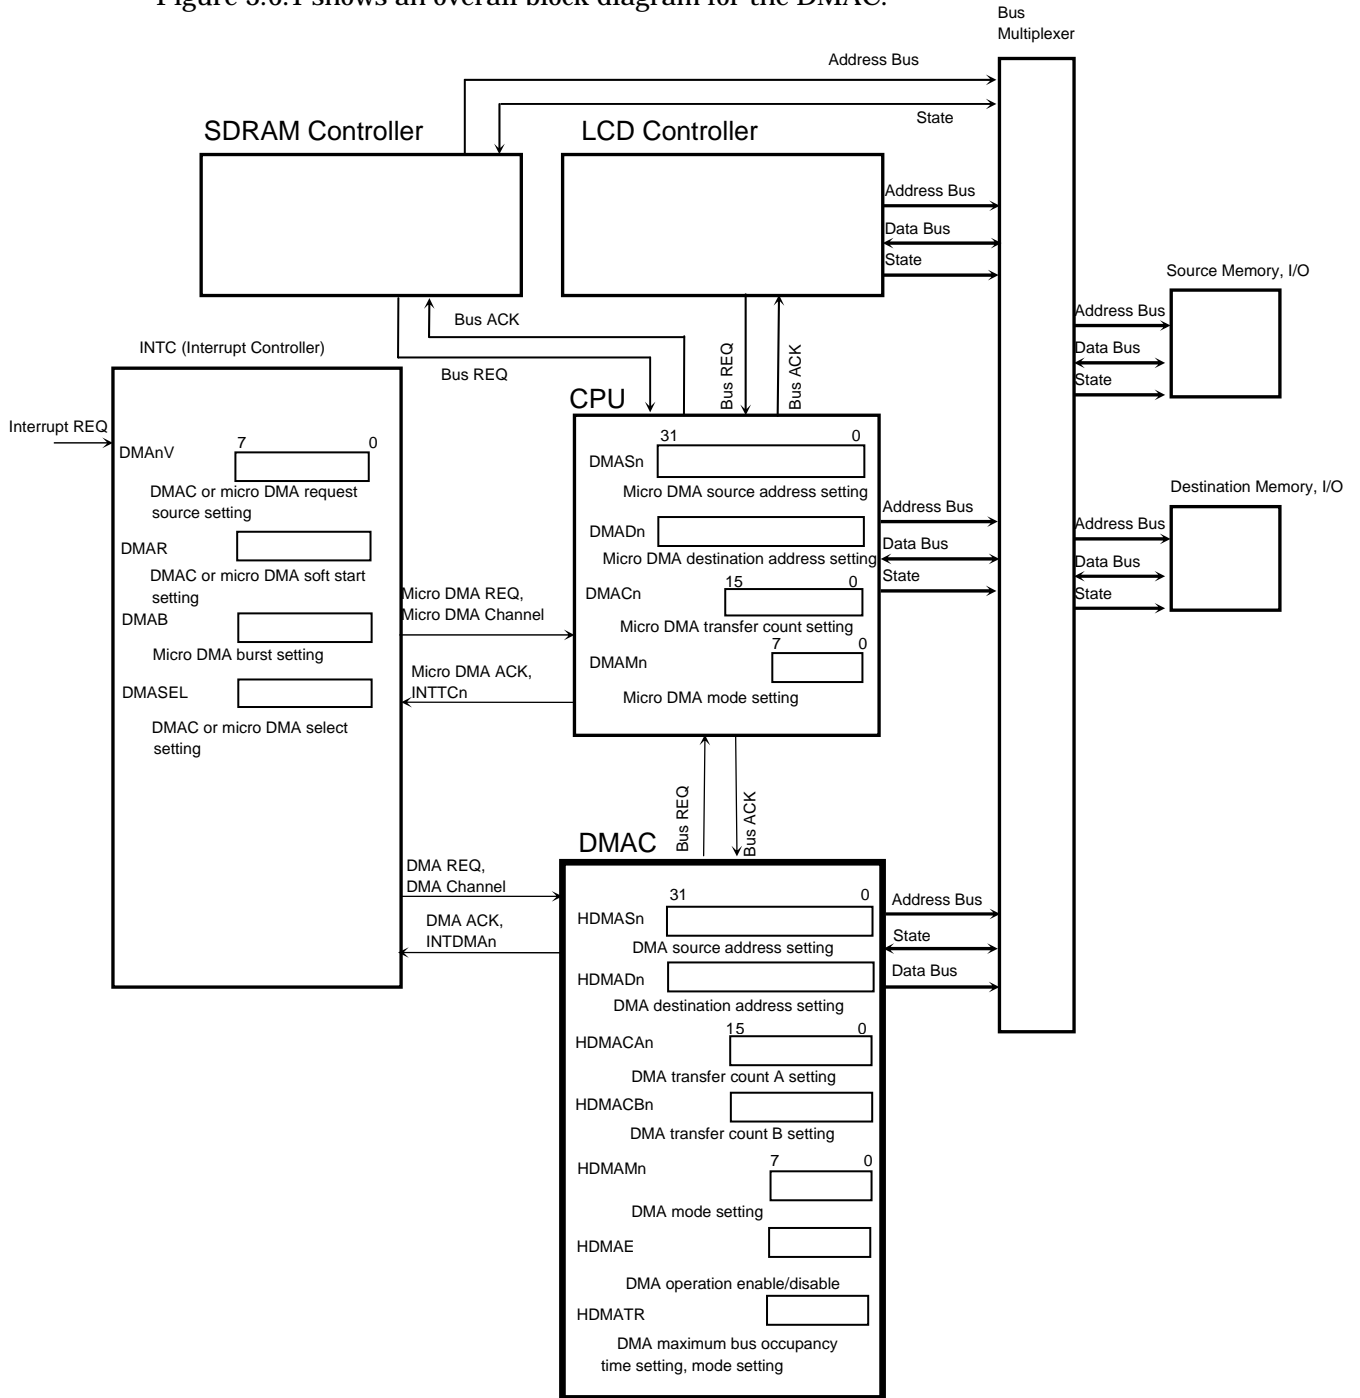 Figure 3.6.1 shows an overall block diagram for the DMAC.
Bus
Multiplexer
Address Bus
State
SDRAM Controller
LCD Controller
Address Bus
Data Bus
State
Source Memory, I/O
Address Bus
Data Bus
State
Bus ACK
Bus REQ
Bus REQ
Bus ACK
INTC (Interrupt Controller)
Interrupt REQ
DMAnV
7 0
DMAC or micro DMA request
source setting
DMAR
DMAC or micro DMA soft start
setting
DMAB
Micro DMA burst setting
DMASEL
DMAC or micro DMA select
setting
Micro DMA REQ,
Micro DMA Channel
Micro DMA ACK,
INTTCn
CPU
31 0
DMASn
Micro DMA source address setting
DMADn
Micro DMA destination address setting
15 0
DMACn
Micro DMA transfer count setting
7 0
DMAMn
Micro DMA mode setting
Address Bus
Data Bus
State
Destination Memory, I/O
Address Bus
Data Bus
State
Bus REQ
Bus ACK
DMAC
DMA REQ,
DMA Channel
DMA ACK,
INTDMAn
31 0
HDMASn
DMA source address setting
HDMADn
DMA destination address setting
15 0
HDMACAn
DMA transfer count A setting
HDMACBn
DMA transfer count B setting
7 0
HDMAMn
DMA mode setting
HDMAE
DMA operation enable/disable
HDMATR
DMA maximum bus occupancy
time setting, mode setting
Address Bus
State
Data Bus